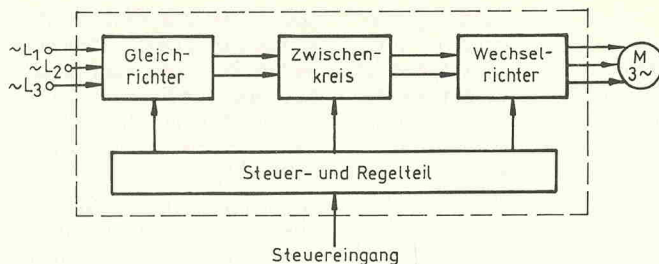 ~L1
~L2
~L3
Gleich-
richter
Zwischen-
kreis
Wechsel-
richter
M
3~
Steuer- und Regelteil
Steuereingang